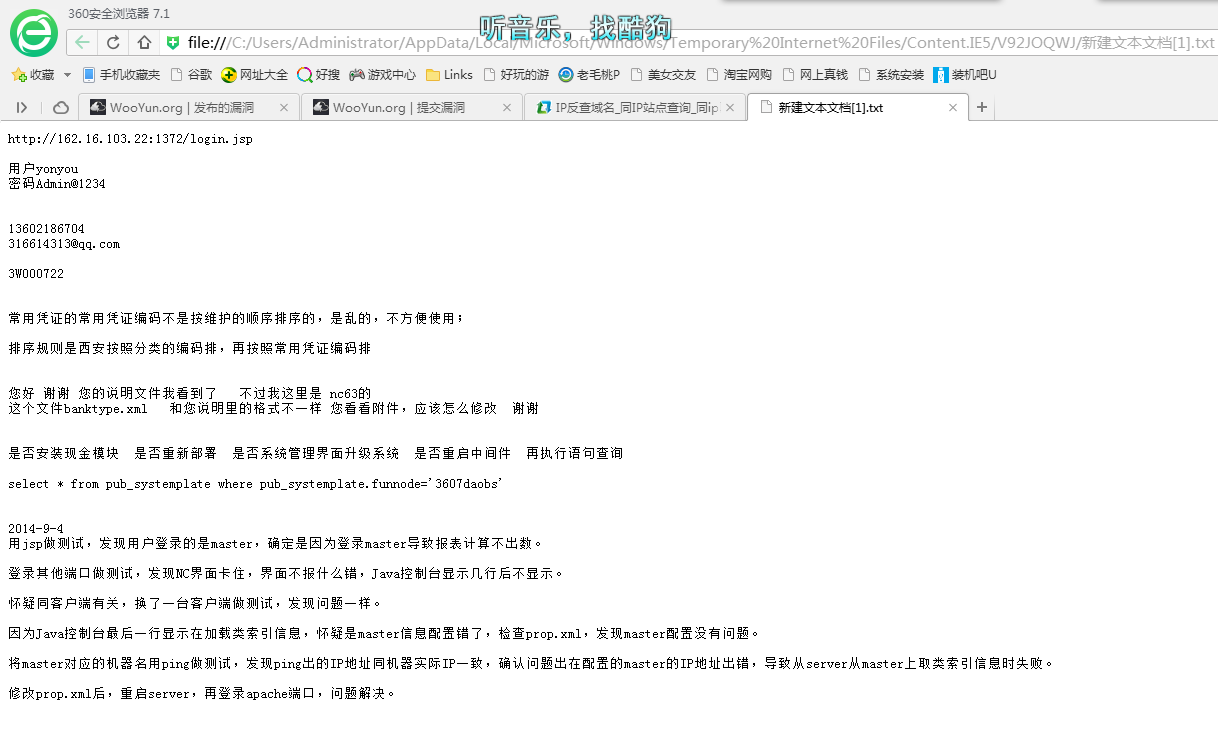 360安全浏览器 7.1
听音乐，找酷狗
file:///C:/Users/Administrator/AppData/Local/Microsoft/Windows/Temporary%20Internet%20Files/Content.IE5/V92JOQWJ/新建文本文档[1].txt
收藏 手机收藏夹 谷歌 网址大全 好搜 游戏中心 Links 好玩的游 老毛桃P 美女交友 淘宝网购 网上真钱 系统安装 装机吧U
WooYun.org | 发布的漏洞 WooYun.org | 提交漏洞 IP反查域名_同IP站点查询_同ip 新建文本文档[1].txt
http://162.16.103.22:1372/login.jsp
用户yonyou
密码Admin@1234
13602186704
316614313@qq.com
3W000722
常用凭证的常用凭证编码不是按维护的顺序排序的，是乱的，不方便使用；
排序规则是西安按照分类的编码排，再按照常用凭证编码排
您好 谢谢 您的说明文件我看到了 不过我这里是 nc63的
这个文件banktype.xml 和您说明里的格式不一样 您看看附件，应该怎么修改 谢谢
是否安装现金模块 是否重新部署 是否系统管理界面升级系统 是否重启中间件 再执行语句查询
select * from pub_systemplate where pub_systemplate.funnode='3607daobs'
2014-9-4
用jsp做测试，发现用户登录的是master，确定是因为登录master导致报表计算不出数。
登录其他端口做测试，发现NC界面卡住，界面不报什么错，Java控制台显示几行后不显示。
怀疑同客户端有关，换了一台客户端做测试，发现问题一样。
因为Java控制台最后一行显示在加载类索引信息，怀疑是master信息配置错了，检查prop.xml，发现master配置没有问题。
将master对应的机器名用ping做测试，发现ping出的IP地址同机器实际IP一致，确认问题出在配置的master的IP地址出错，导致从server从master上取类索引信息时失败。
修改prop.xml后，重启server，再登录apache端口，问题解决。